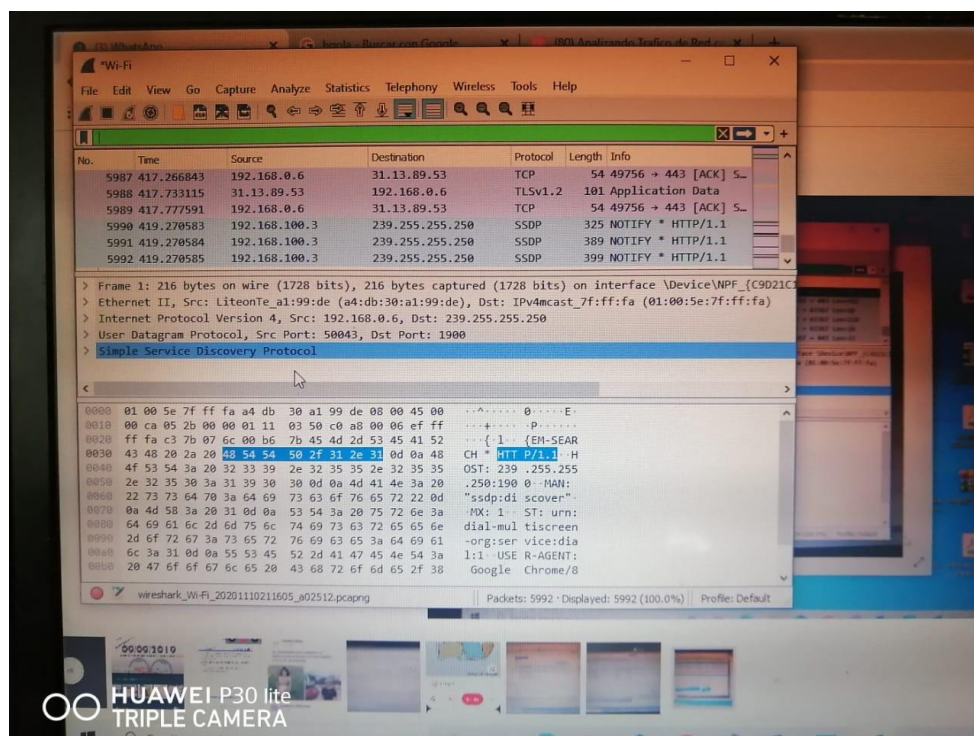 (3) WhatsApp
hoola - Buscar con Google
(80) Analizando Trafico de Red co
*Wi-Fi
File Edit View Go Capture Analyze Statistics Telephony Wireless Tools Help
No. Time Source Destination Protocol Length Info
5987 417.266843 192.168.0.6 31.13.89.53 TCP 54 49756 → 443 [ACK] S…
5988 417.733115 31.13.89.53 192.168.0.6 TLSv1.2 101 Application Data
5989 417.777591 192.168.0.6 31.13.89.53 TCP 54 49756 → 443 [ACK] S…
5990 419.270583 192.168.100.3 239.255.255.250 SSDP 325 NOTIFY * HTTP/1.1
5991 419.270584 192.168.100.3 239.255.255.250 SSDP 389 NOTIFY * HTTP/1.1
5992 419.270585 192.168.100.3 239.255.255.250 SSDP 399 NOTIFY * HTTP/1.1
> Frame 1: 216 bytes on wire (1728 bits), 216 bytes captured (1728 bits) on interface \Device\NPF_{C9D21C1
> Ethernet II, Src: LiteonTe_a1:99:de (a4:db:30:a1:99:de), Dst: IPv4mcast_7f:ff:fa (01:00:5e:7f:ff:fa)
> Internet Protocol Version 4, Src: 192.168.0.6, Dst: 239.255.255.250
> User Datagram Protocol, Src Port: 50043, Dst Port: 1900
> Simple Service Discovery Protocol
0000 01 00 5e 7f ff fa a4 db 30 a1 99 de 08 00 45 00 ··^····· 0·····E·
0010 00 ca 05 2b 00 00 01 11 03 50 c0 a8 00 06 ef ff ···+···· ·P······
0020 ff fa c3 7b 07 6c 00 b6 7b 45 4d 2d 53 45 41 52 ···{·l·· {EM-SEAR
0030 43 48 20 2a 20 48 54 54 50 2f 31 2e 31 0d 0a 48 CH * HTT P/1.1··H
0040 4f 53 54 3a 20 32 33 39 2e 32 35 35 2e 32 35 35 OST: 239 .255.255
0050 2e 32 35 30 3a 31 39 30 30 0d 0a 4d 41 4e 3a 20 .250:190 0··MAN:
0060 22 73 73 64 70 3a 64 69 73 63 6f 76 65 72 22 0d "ssdp:di scover"·
0070 0a 4d 58 3a 20 31 0d 0a 53 54 3a 20 75 72 6e 3a ·MX: 1·· ST: urn:
0080 64 69 61 6c 2d 6d 75 6c 74 69 73 63 72 65 65 6e dial-mul tiscreen
0090 2d 6f 72 67 3a 73 65 72 76 69 63 65 3a 64 69 61 -org:ser vice:dia
00a0 6c 3a 31 0d 0a 55 53 45 52 2d 41 47 45 4e 54 3a l:1··USE R-AGENT:
00b0 20 47 6f 6f 67 6c 65 20 43 68 72 6f 6d 65 2f 38 Google Chrome/8
wireshark_Wi-Fi_20201110211605_a02512.pcapng Packets: 5992 · Displayed: 5992 (100.0%) Profile: Default
HUAWEI P30 lite
TRIPLE CAMERA